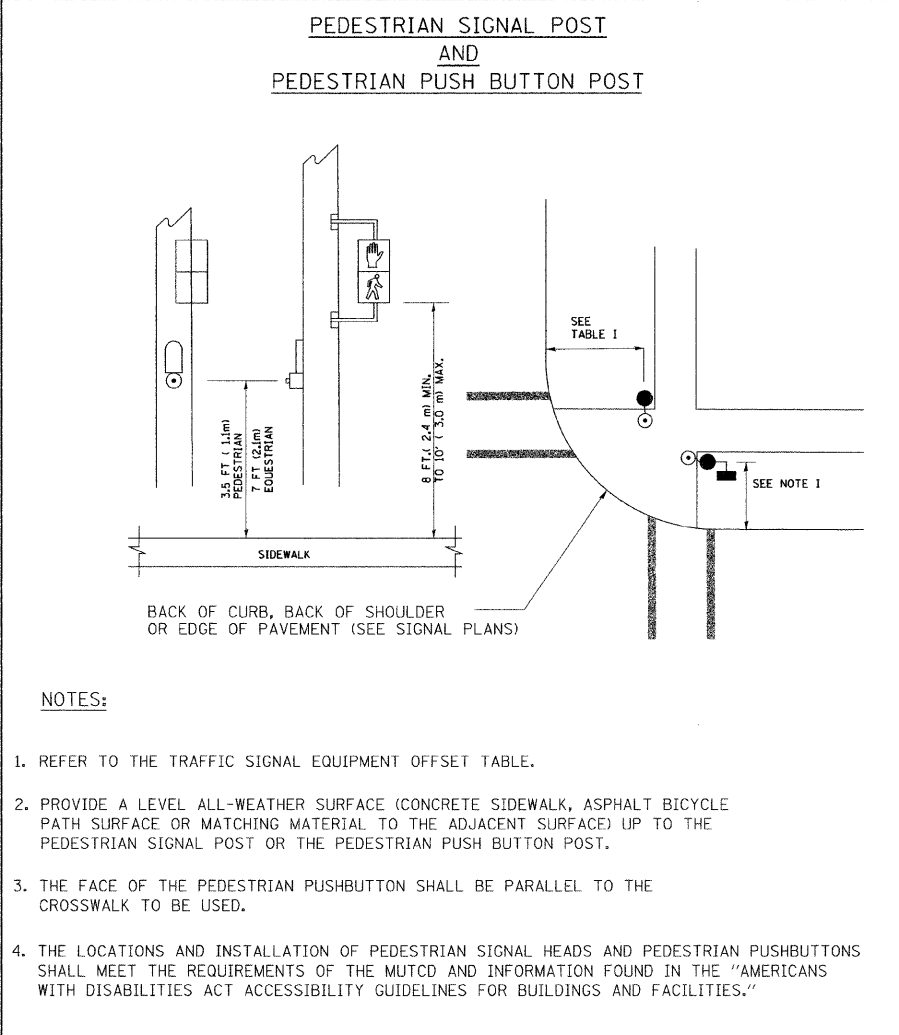 PEDESTRIAN SIGNAL POST
AND
PEDESTRIAN PUSH BUTTON POST
SEE
TABLE I
3.5 FT ( 1.1m)
PEDESTRIAN
7 FT (2.1m)
EQUESTRIAN
8 FT.( 2.4 m) MIN.
TO 10' ( 3.0 m) MAX.
SEE NOTE I
SIDEWALK
BACK OF CURB, BACK OF SHOULDER
OR EDGE OF PAVEMENT (SEE SIGNAL PLANS)
NOTES:
1. REFER TO THE TRAFFIC SIGNAL EQUIPMENT OFFSET TABLE.
2. PROVIDE A LEVEL ALL-WEATHER SURFACE (CONCRETE SIDEWALK, ASPHALT BICYCLE
PATH SURFACE OR MATCHING MATERIAL TO THE ADJACENT SURFACE) UP TO THE
PEDESTRIAN SIGNAL POST OR THE PEDESTRIAN PUSH BUTTON POST.
3. THE FACE OF THE PEDESTRIAN PUSHBUTTON SHALL BE PARALLEL TO THE
CROSSWALK TO BE USED.
4. THE LOCATIONS AND INSTALLATION OF PEDESTRIAN SIGNAL HEADS AND PEDESTRIAN PUSHBUTTONS
SHALL MEET THE REQUIREMENTS OF THE MUTCD AND INFORMATION FOUND IN THE "AMERICANS
WITH DISABILITIES ACT ACCESSIBILITY GUIDELINES FOR BUILDINGS AND FACILITIES."